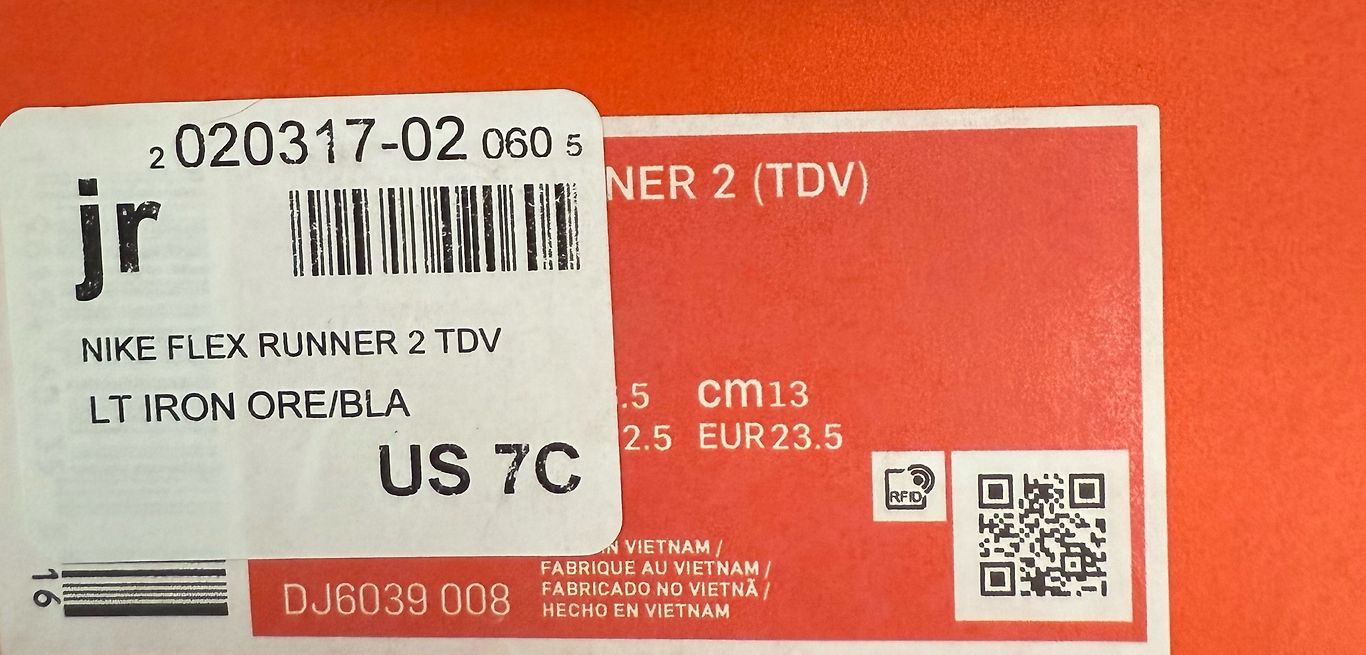 2 020317-02 060 5
jr
NIKE FLEX RUNNER 2 TDV
LT IRON ORE/BLA
US 7C
NER 2 (TDV)
.5 cm 13
2.5 EUR 23.5
RFID
IN VIETNAM /
FABRIQUE AU VIETNAM /
FABRICADO NO VIETNÃ /
HECHO EN VIETNAM
DJ6039 008
16